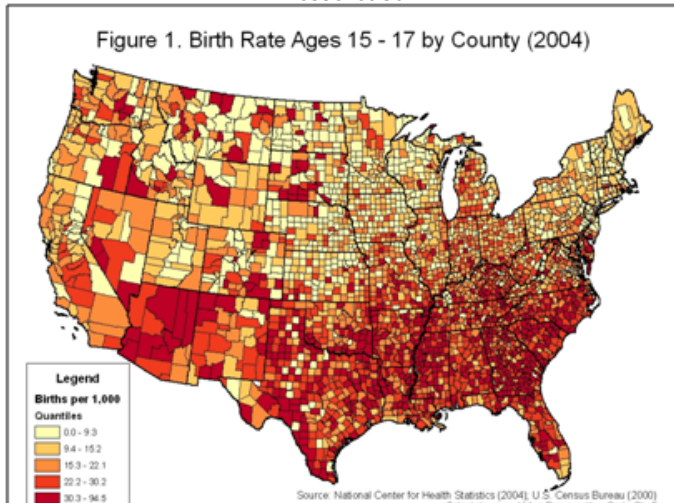 Figure 1. Birth Rate Ages 15 - 17 by County (2004)
Legend
Births per 1,000
Quantiles
0.0 - 9.3
9.4 - 15.2
15.3 - 22.1
22.2 - 30.2
30.3 - 94.5
Source: National Center for Health Statistics (2004); U.S. Census Bureau (2000)